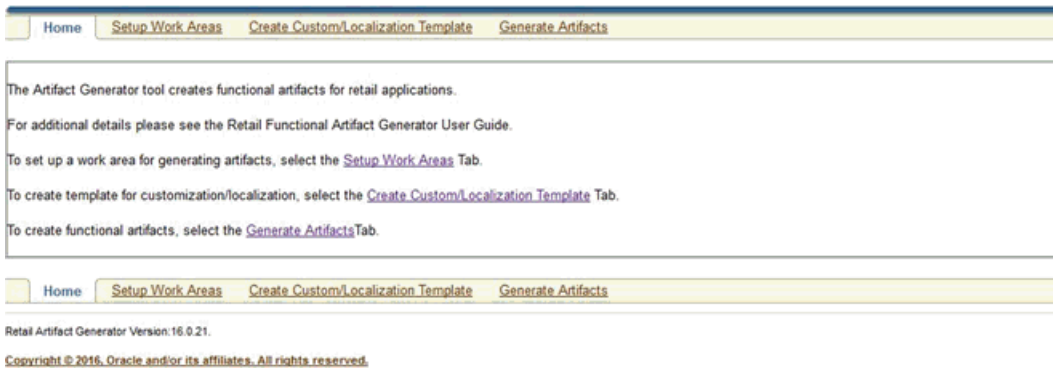 Home Setup Work Areas Create Custom/Localization Template Generate Artifacts
The Artifact Generator tool creates functional artifacts for retail applications.
For additional details please see the Retail Functional Artifact Generator User Guide.
To set up a work area for generating artifacts, select the Setup Work Areas Tab.
To create template for customization/localization, select the Create Custom/Localization Template Tab.
To create functional artifacts, select the Generate ArtifactsTab.
Home Setup Work Areas Create Custom/Localization Template Generate Artifacts
Retail Artifact Generator Version:16.0.21.
Copyright © 2016, Oracle and/or its affiliates. All rights reserved.